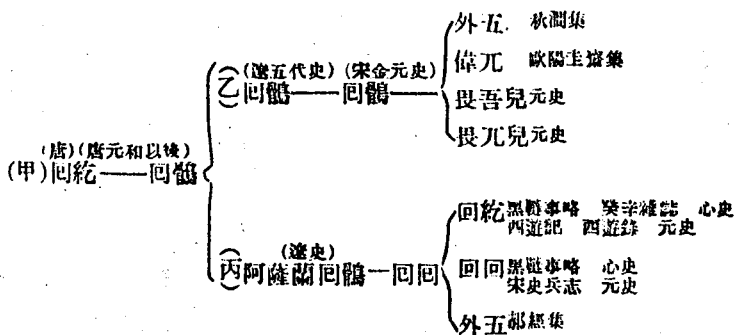 外五. 秋澗集
(遼五代史) (宋金元史)
偉兀 歐陽圭齋集
(乙)回鶻——回鶻
畏吾兒元史
畏兀兒元史
(唐)(唐元和以後)
(甲)回紇——回鶻
回紇黑韃事略 癸辛雜誌 心史
西遊記 西遊錄 元史
(遼史)
(丙)阿薩蘭回鶻—回回
回回黑韃事略 心史
宋史兵志 元史
外五郝經集